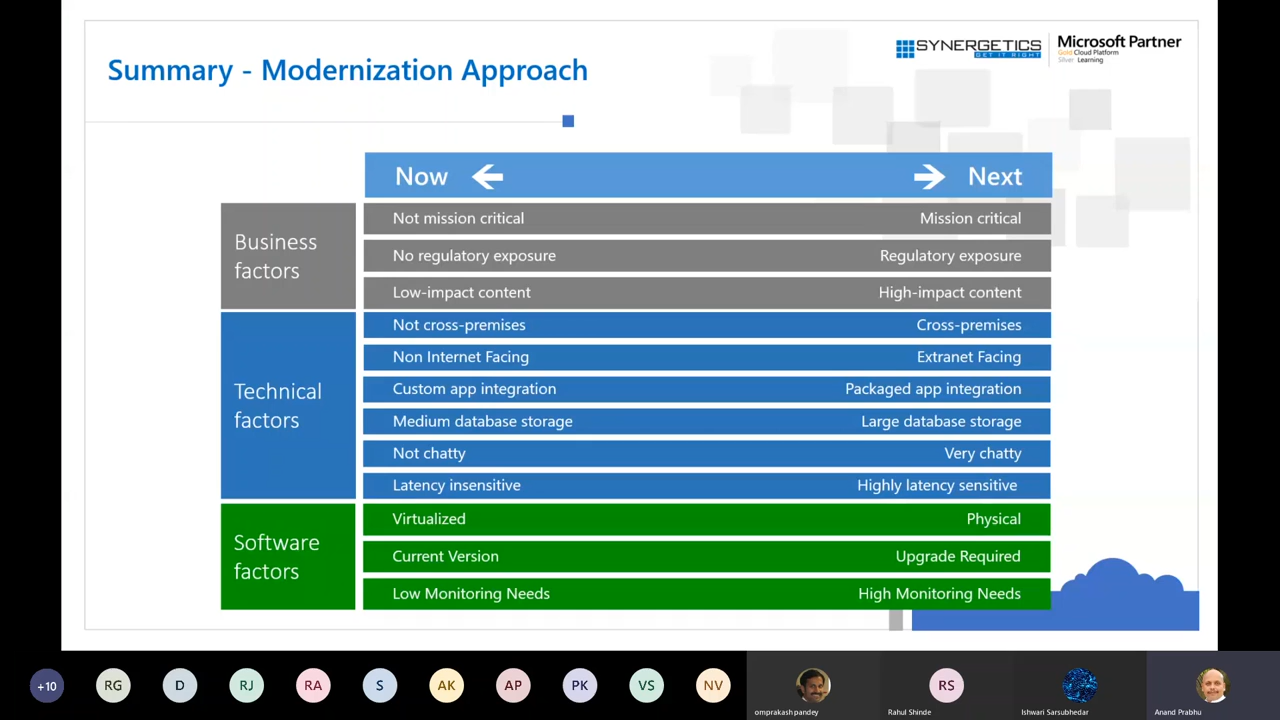 SYNERGETICS
GET IT RIGHT
Microsoft Partner
Gold Cloud Platform
Silver Learning
Summary - Modernization Approach
Now Next
Business
factors
Not mission critical Mission critical
No regulatory exposure Regulatory exposure
Low-impact content High-impact content
Technical
factors
Not cross-premises Cross-premises
Non Internet Facing Extranet Facing
Custom app integration Packaged app integration
Medium database storage Large database storage
Not chatty Very chatty
Latency insensitive Highly latency sensitive
Software
factors
Virtualized Physical
Current Version Upgrade Required
Low Monitoring Needs High Monitoring Needs
+10 RG D RJ RA S AK AP PK VS NV RS
omprakash pandey Rahul Shinde Ishwari Sarsubhedar Anand Prabhu